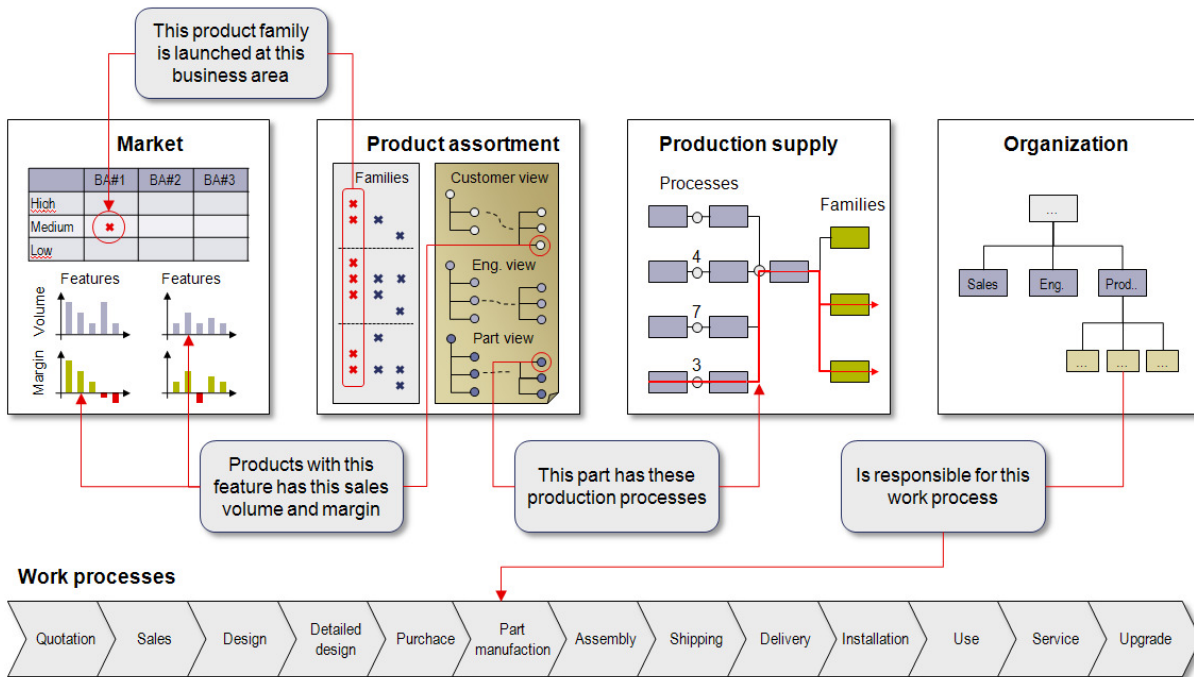 This product family
is launched at this
business area
Market
BA#1 BA#2 BA#3
High
Medium
Low
Features Features
Volume
Margin
Product assortment
Families
Customer view
Eng. view
Part view
Production supply
Processes
Families
4
7
3
Organization
...
Sales Eng. Prod..
... ... ...
Products with this
feature has this sales
volume and margin
This part has these
production processes
Is responsible for this
work process
Work processes
Quotation
Sales
Design
Detailed
design
Purchace
Part
manufaction
Assembly
Shipping
Delivery
Installation
Use
Service
Upgrade